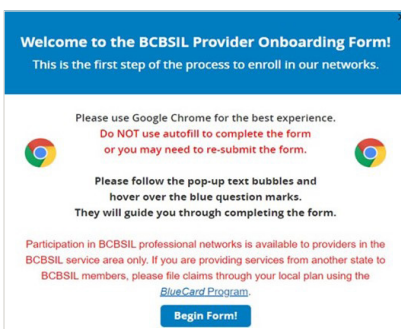 Welcome to the BCBSIL Provider Onboarding Form!
This is the first step of the process to enroll in our networks.
Please use Google Chrome for the best experience.
Do NOT use autofill to complete the form
or you may need to re-submit the form.
Please follow the pop-up text bubbles and
hover over the blue question marks.
They will guide you through completing the form.
Participation in BCBSIL professional networks is available to providers in the
BCBSIL service area only. If you are providing services from another state to
BCBSIL members, please file claims through your local plan using the
BlueCard Program.
Begin Form!